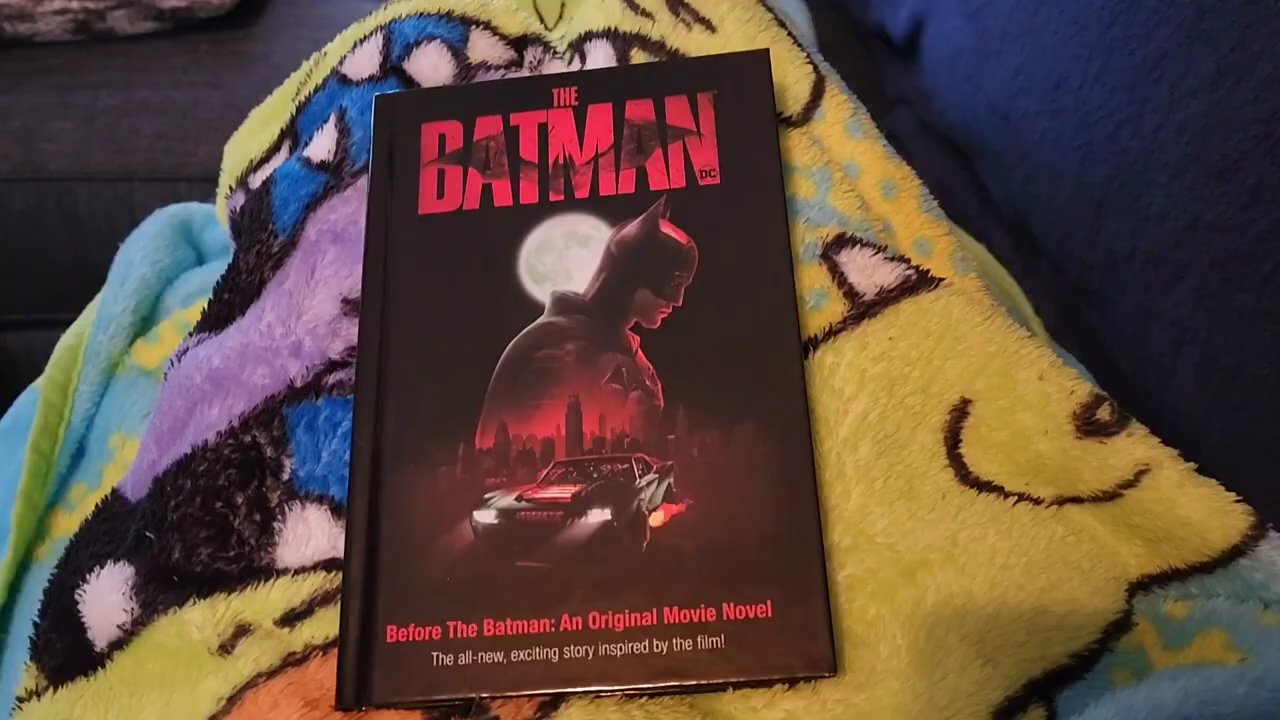 THE
BATMAN
DC
Before The Batman: An Original Movie Novel
The all-new, exciting story inspired by the film!